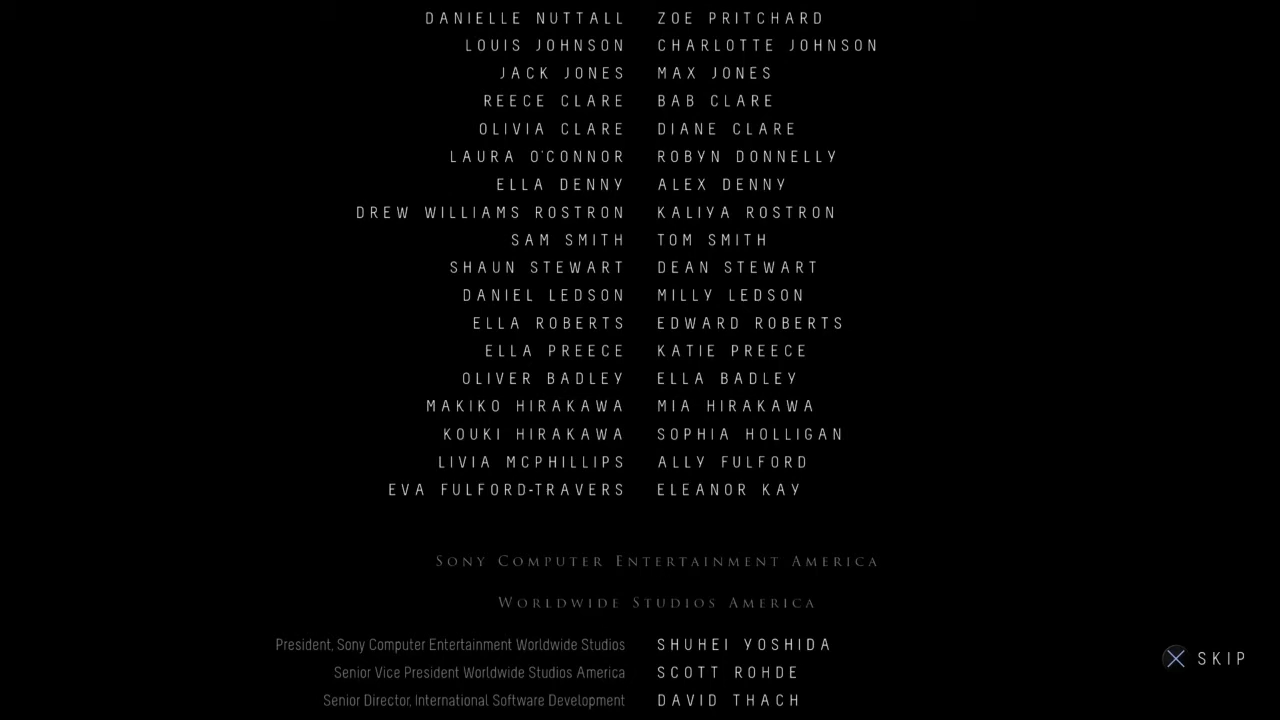 DANIELLE NUTTALL ZOE PRITCHARD
LOUIS JOHNSON CHARLOTTE JOHNSON
JACK JONES MAX JONES
REECE CLARE BAB CLARE
OLIVIA CLARE DIANE CLARE
LAURA O'CONNOR ROBYN DONNELLY
ELLA DENNY ALEX DENNY
DREW WILLIAMS ROSTRON KALIYA ROSTRON
SAM SMITH TOM SMITH
SHAUN STEWART DEAN STEWART
DANIEL LEDSON MILLY LEDSON
ELLA ROBERTS EDWARD ROBERTS
ELLA PREECE KATIE PREECE
OLIVER BADLEY ELLA BADLEY
MAKIKO HIRAKAWA MIA HIRAKAWA
KOUKI HIRAKAWA SOPHIA HOLLIGAN
LIVIA MCPHILLIPS ALLY FULFORD
EVA FULFORD-TRAVERS ELEANOR KAY
SONY COMPUTER ENTERTAINMENT AMERICA
WORLDWIDE STUDIOS AMERICA
President, Sony Computer Entertainment Worldwide Studios SHUHEI YOSHIDA
Senior Vice President Worldwide Studios America SCOTT ROHDE
Senior Director, International Software Development DAVID THACH
SKIP